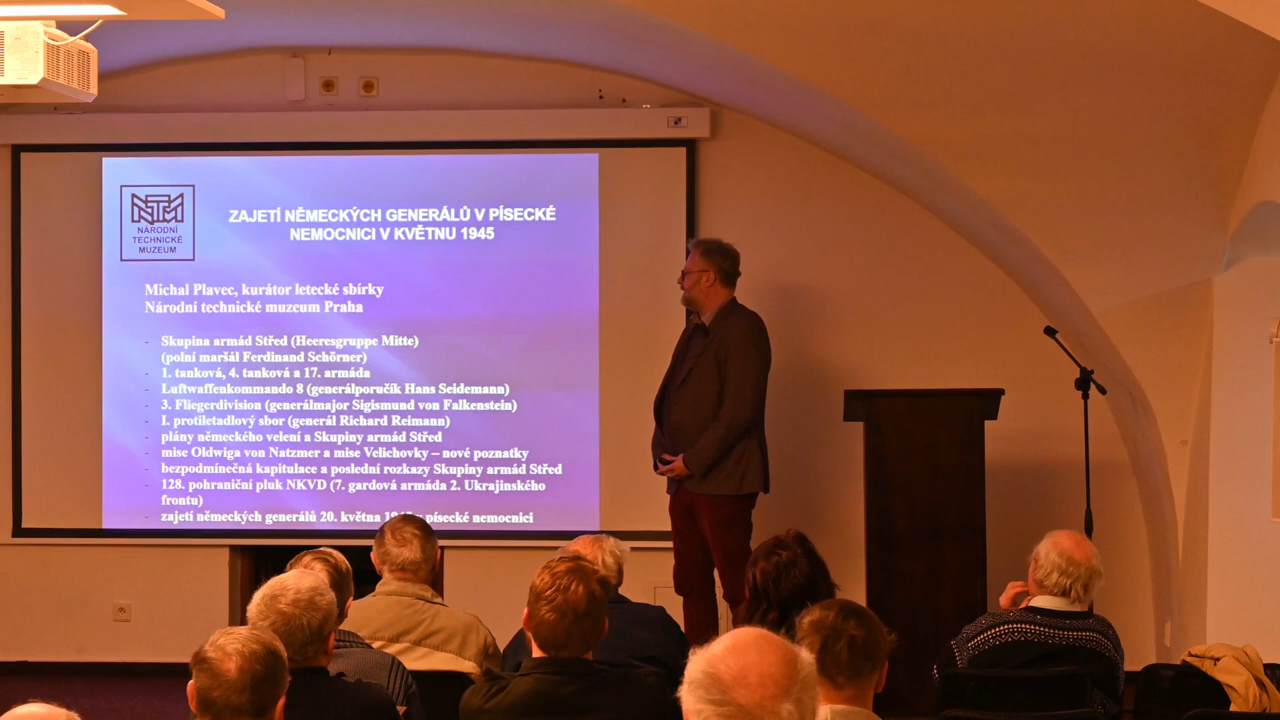 NTM
NÁRODNÍ
TECHNICKÉ
MUZEUM
ZAJETÍ NĚMECKÝCH GENERÁLŮ V PÍSECKÉ
NEMOCNICI V KVĚTNU 1945
Michal Plavec, kurátor letecké sbírky
Národní technické muzeum Praha
- Skupina armád Střed (Heeresgruppe Mitte)
(polní maršál Ferdinand Schörner)
- 1. tanková, 4. tanková a 17. armáda
- Luftwaffenkommando 8 (generálporučík Hans Seidemann)
- 3. Fliegerdivision (generálmajor Sigismund von Falkenstein)
- I. protiletadlový sbor (generál Richard Reimann)
- plány německého velení a Skupiny armád Střed
- mise Oldwiga von Natzmer a mise Velichovky – nové poznatky
- bezpodmínečná kapitulace a poslední rozkazy Skupiny armád Střed
- 128. pohraniční pluk NKVD (7. gardová armáda 2. Ukrajinského
frontu)
- zajetí německých generálů 20. května písecké nemocnici